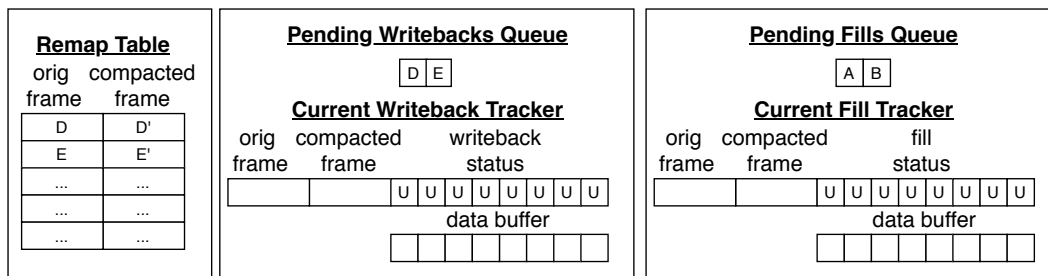 Remap Table
orig compacted
frame frame
D D'
E E'
... ...
... ...
... ...
Pending Writebacks Queue
D E
Current Writeback Tracker
orig compacted writeback
frame frame status
U U U U U U U U
data buffer
Pending Fills Queue
A B
Current Fill Tracker
orig compacted fill
frame frame status
U U U U U U U U
data buffer